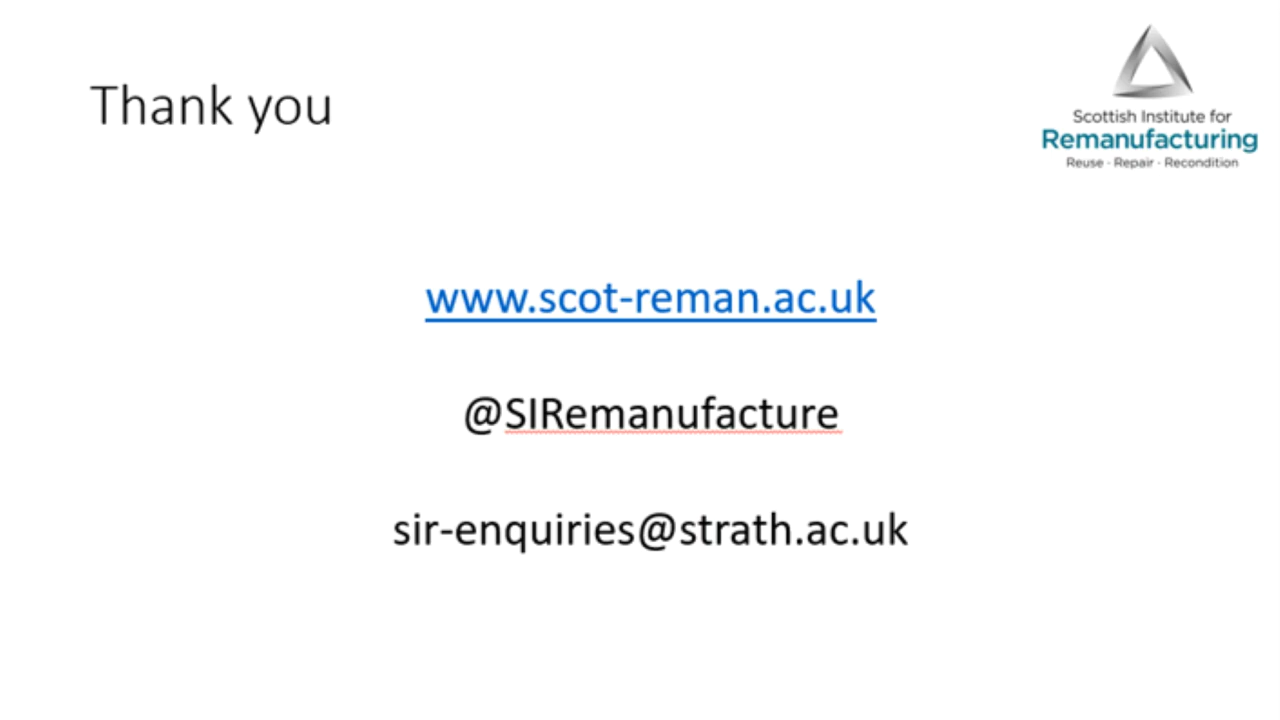 Thank you
Scottish Institute for
Remanufacturing
Reuse · Repair · Recondition
www.scot-reman.ac.uk
@SIRemanufacture
sir-enquiries@strath.ac.uk